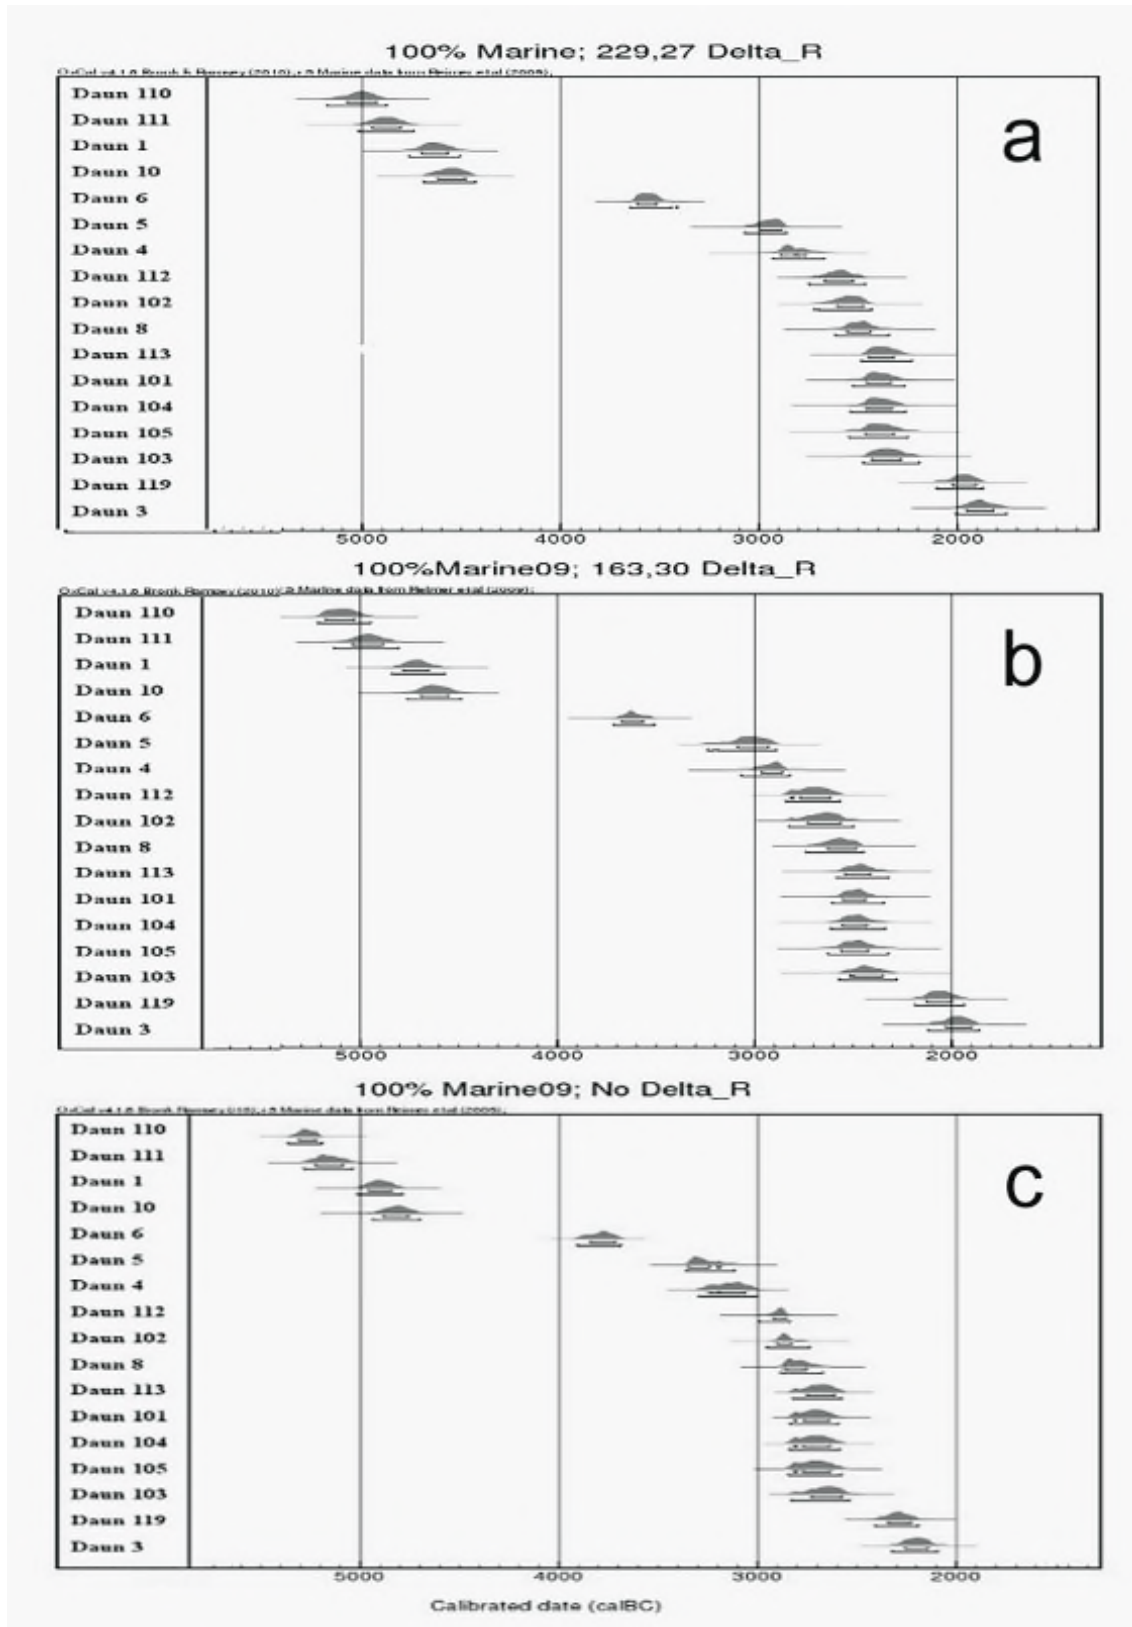 100% Marine; 229,27 Delta_R
a
Daun 110
Daun 111
Daun 1
Daun 10
Daun 6
Daun 5
Daun 4
Daun 112
Daun 102
Daun 8
Daun 113
Daun 101
Daun 104
Daun 105
Daun 103
Daun 119
Daun 3
5000 4000 3000 2000
100%Marine09; 163,30 Delta_R
b
Daun 110
Daun 111
Daun 1
Daun 10
Daun 6
Daun 5
Daun 4
Daun 112
Daun 102
Daun 8
Daun 113
Daun 101
Daun 104
Daun 105
Daun 103
Daun 119
Daun 3
5000 4000 3000 2000
100% Marine09; No Delta_R
c
Daun 110
Daun 111
Daun 1
Daun 10
Daun 6
Daun 5
Daun 4
Daun 112
Daun 102
Daun 8
Daun 113
Daun 101
Daun 104
Daun 105
Daun 103
Daun 119
Daun 3
5000 4000 3000 2000
Calibrated date (calBC)